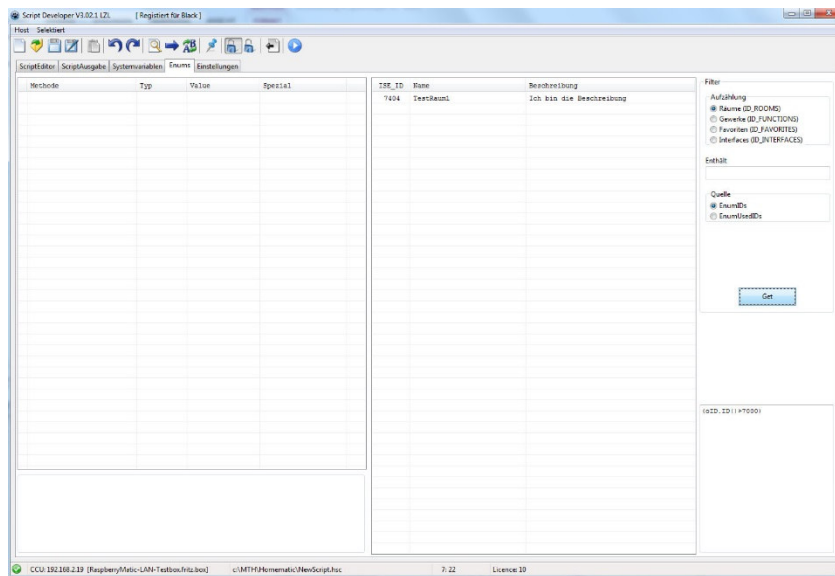 Script Developer V3.02.1 LZL [ Registiert für Black ]
Host Selektiert
ScriptEditor ScriptAusgabe Systemvariablen Enums Einstellungen
Methode Typ Value Spezial
ISE_ID Name Beschreibung
7404 TestRaum1 Ich bin die Beschreibung
Filter
Aufzählung
Räume (ID_ROOMS)
Gewerke (ID_FUNCTIONS)
Favoriten (ID_FAVORITES)
Interfaces (ID_INTERFACES)
Enthält
Quelle
EnumIDs
EnumUsedIDs
Get
(oID.ID()>7000)
CCU: 192.168.2.19 [RaspberryMatic-LAN-Testbox.fritz.box] c:\MTH\Homematic\NewScript.hsc 7: 22 Licence: 10